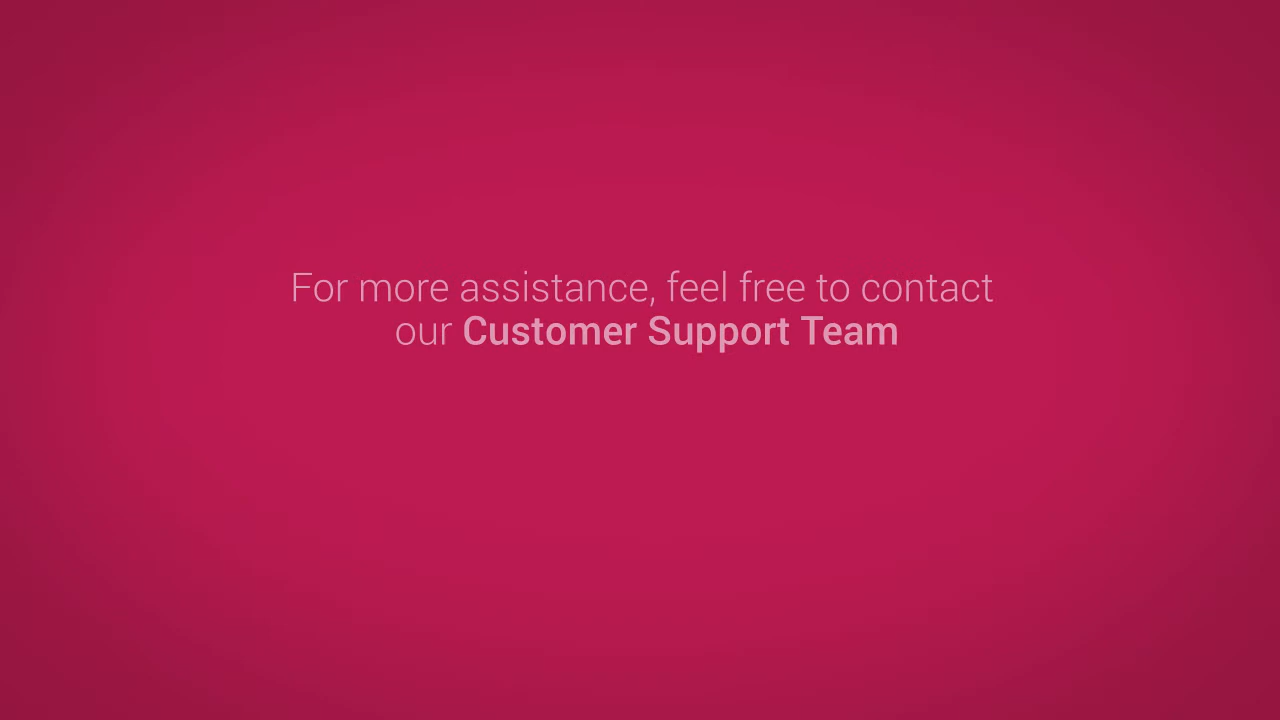 For more assistance, feel free to contact
our Customer Support Team